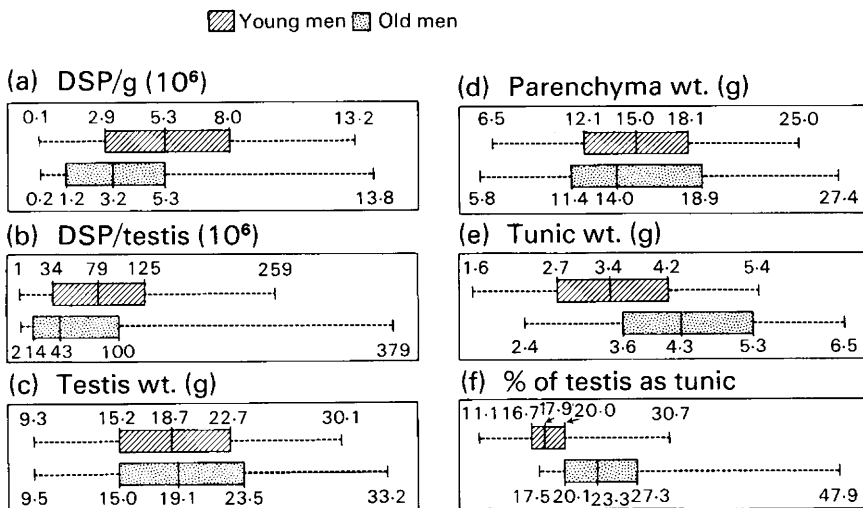 Young men Old men
(a) DSP/g (10⁶)
0·1 2·9 5·3 8·0 13·2
0·2 1·2 3·2 5·3 13·8
(b) DSP/testis (10⁶)
1 34 79 125 259
2 14 43 100 379
(c) Testis wt. (g)
9·3 15·2 18·7 22·7 30·1
9·5 15·0 19·1 23·5 33·2
(d) Parenchyma wt. (g)
6·5 12·1 15·0 18·1 25·0
5·8 11·4 14·0 18·9 27·4
(e) Tunic wt. (g)
1·6 2·7 3·4 4·2 5·4
2·4 3·6 4·3 5·3 6·5
(f) % of testis as tunic
11·1 16·7 17·9 20·0 30·7
17·5 20·1 23·3 27·3 47·9